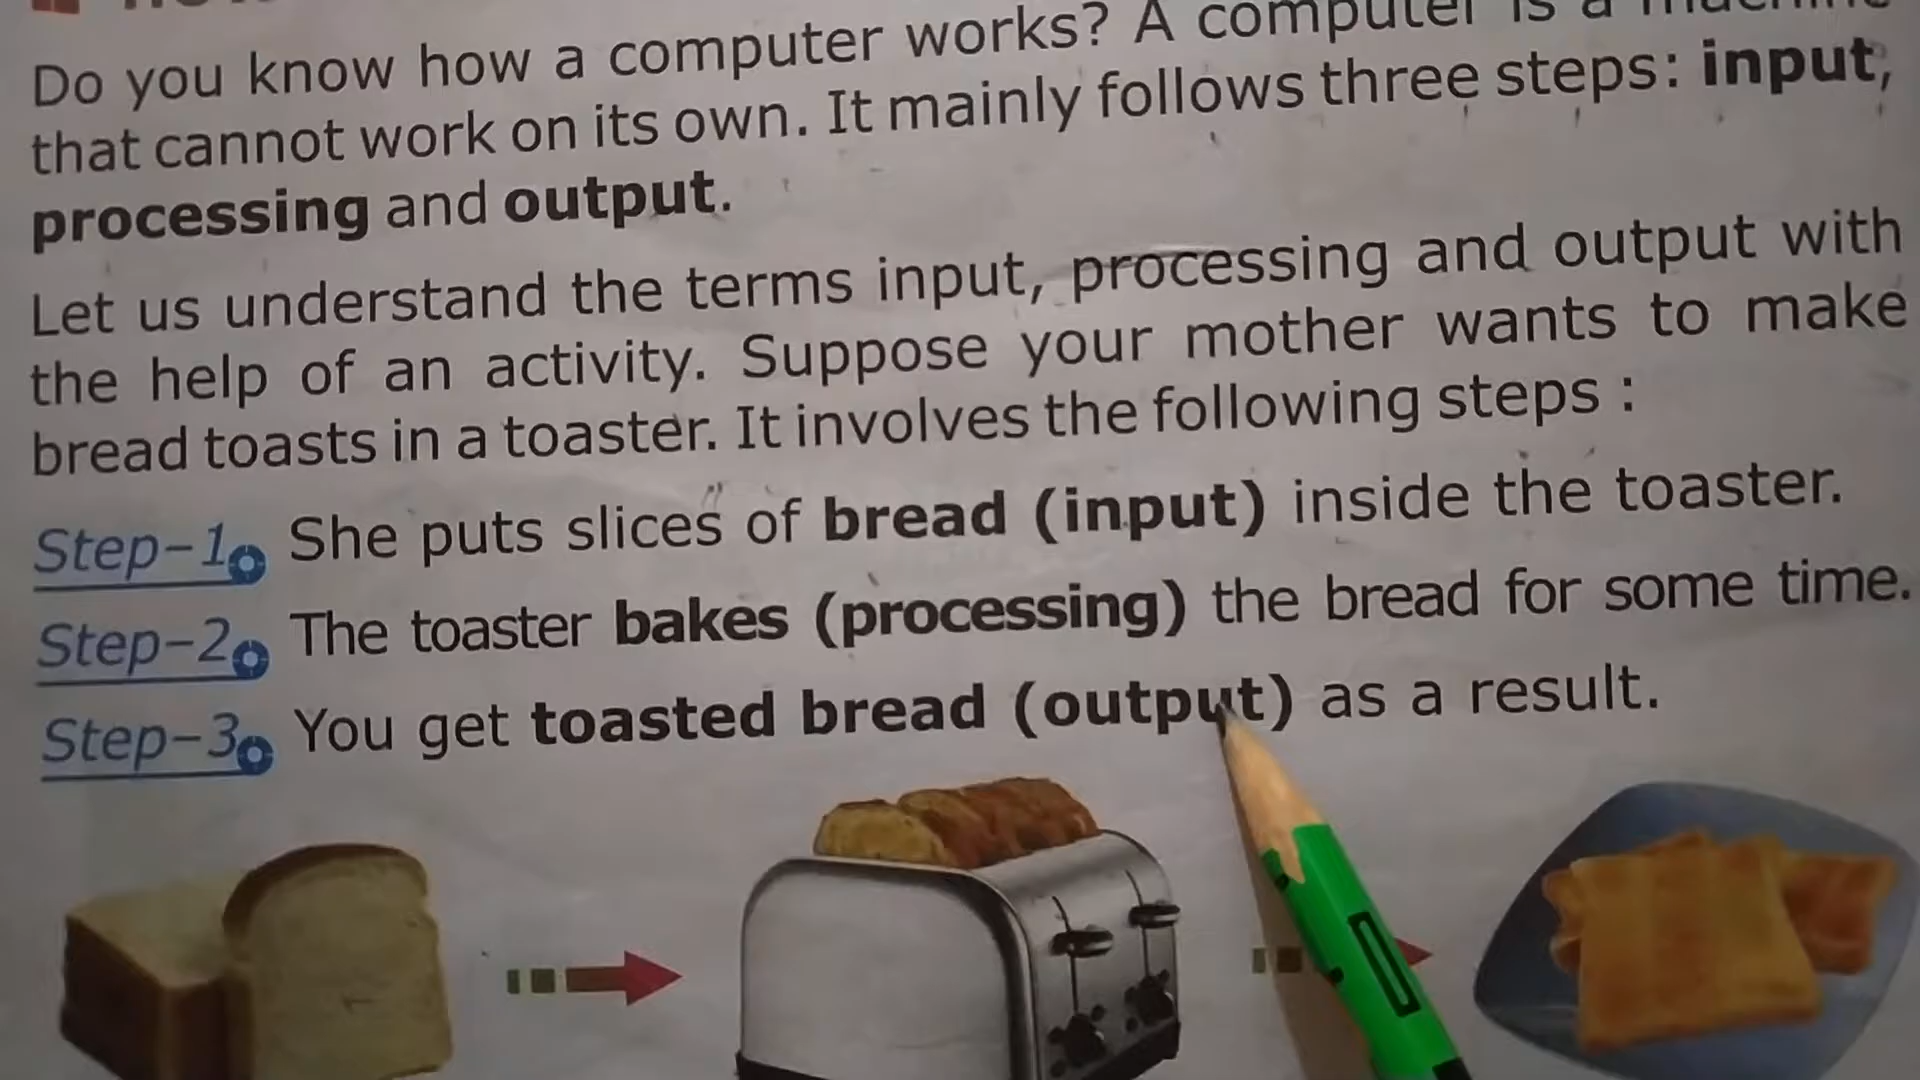 Do you know how a computer works? A computer is a machine
that cannot work on its own. It mainly follows three steps: input,
processing and output.
Let us understand the terms input, processing and output with
the help of an activity. Suppose your mother wants to make
bread toasts in a toaster. It involves the following steps :
Step-1 She puts slices of bread (input) inside the toaster.
Step-2 The toaster bakes (processing) the bread for some time.
Step-3 You get toasted bread (output) as a result.